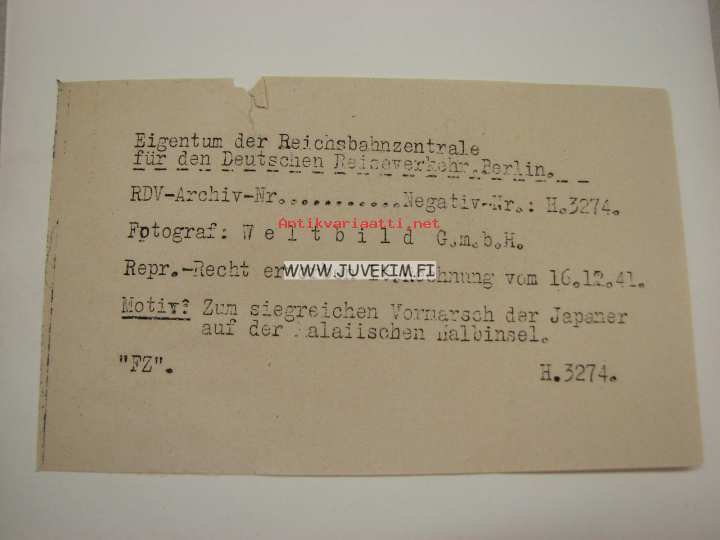 Eigentum der Reichsbahnzentrale
für den Deutschen Reiseverkehr.Berlin.
RDV-Archiv-Nr............Negativ-Nr.: H.3274.
Antikvariaatti.net
Fotograf: W e l t b i l d G.m.b.H.
Repr.-Recht vom 16.12.41.
WWW.JUVEKIM.FI
Motiv: Zum siegreichen Vormarsch der Japaner
auf der Malaiischen Halbinsel.
"FZ". H.3274.